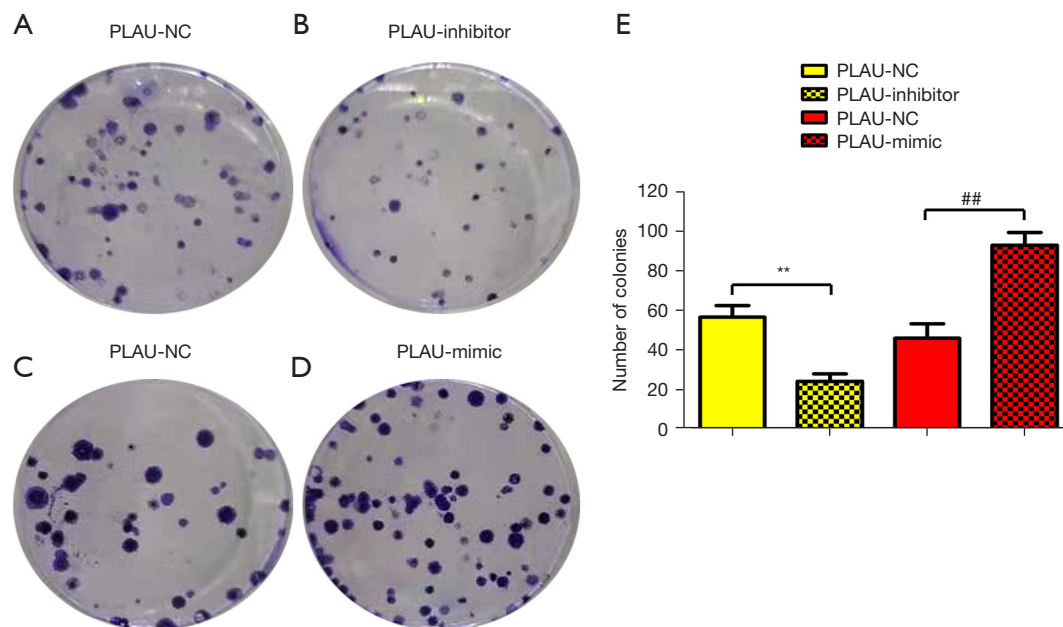 A
PLAU-NC
B
PLAU-inhibitor
C
PLAU-NC
D
PLAU-mimic
E
PLAU-NC
PLAU-inhibitor
PLAU-NC
PLAU-mimic
Number of colonies
120
100
80
60
40
20
0
**
##